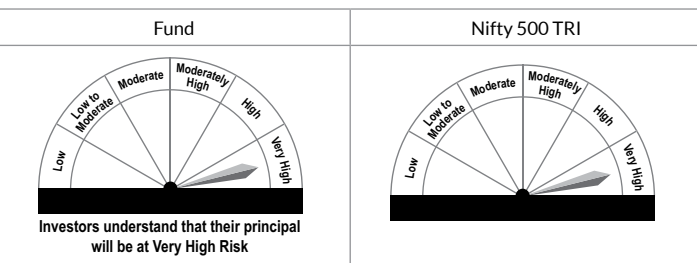 Fund
Nifty 500 TRI
Low
Low to
Moderate
Moderate
Moderately
High
High
Very High
Investors understand that their principal
will be at Very High Risk
Low
Low to
Moderate
Moderate
Moderately
High
High
Very High